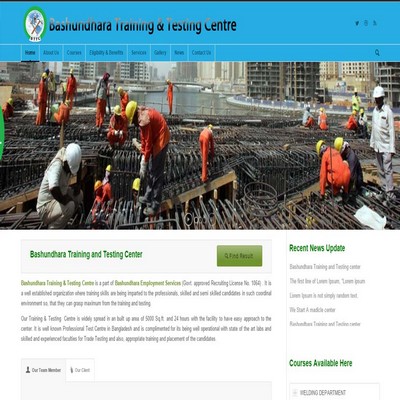 Bashundhara Training & Testing Centre
Home About Us Courses Eligibility & Benefits Services Gallery News Contact Us
Bashundhara Training and Testing Center
Find Result
Bashundhara Training & Testing Centre is a part of Bashundhara Employment Services (Govt. approved Recruiting License No. 1064) . It is
a well established organization where training skills are being imparted to the professionals, skilled and semi skilled candidates in such coordinal
environment so. that they can grasp maximum from the training and testing.
Our Training & Testing Centre is widely spread in an built up area of 5000 Sq.ft. and 24 hours with the facility to have easy approach to the
center. It is well known Professional Test Centre in Bangladesh and is complimented for its being well operational with state of the art labs and
skilled and experienced faculties for Trade Testing and also, appropriate training and placement of the candidates.
Our Team Member Our Client
Recent News Update
Bashundhara Training and Testing center
The first line of Lorem Ipsum, "Lorem Ipsum
Lorem Ipsum is not simply random text.
We Start A madicle center
Bashundhara Training and Testing center
Courses Available Here
WELDING DEPARTMENT